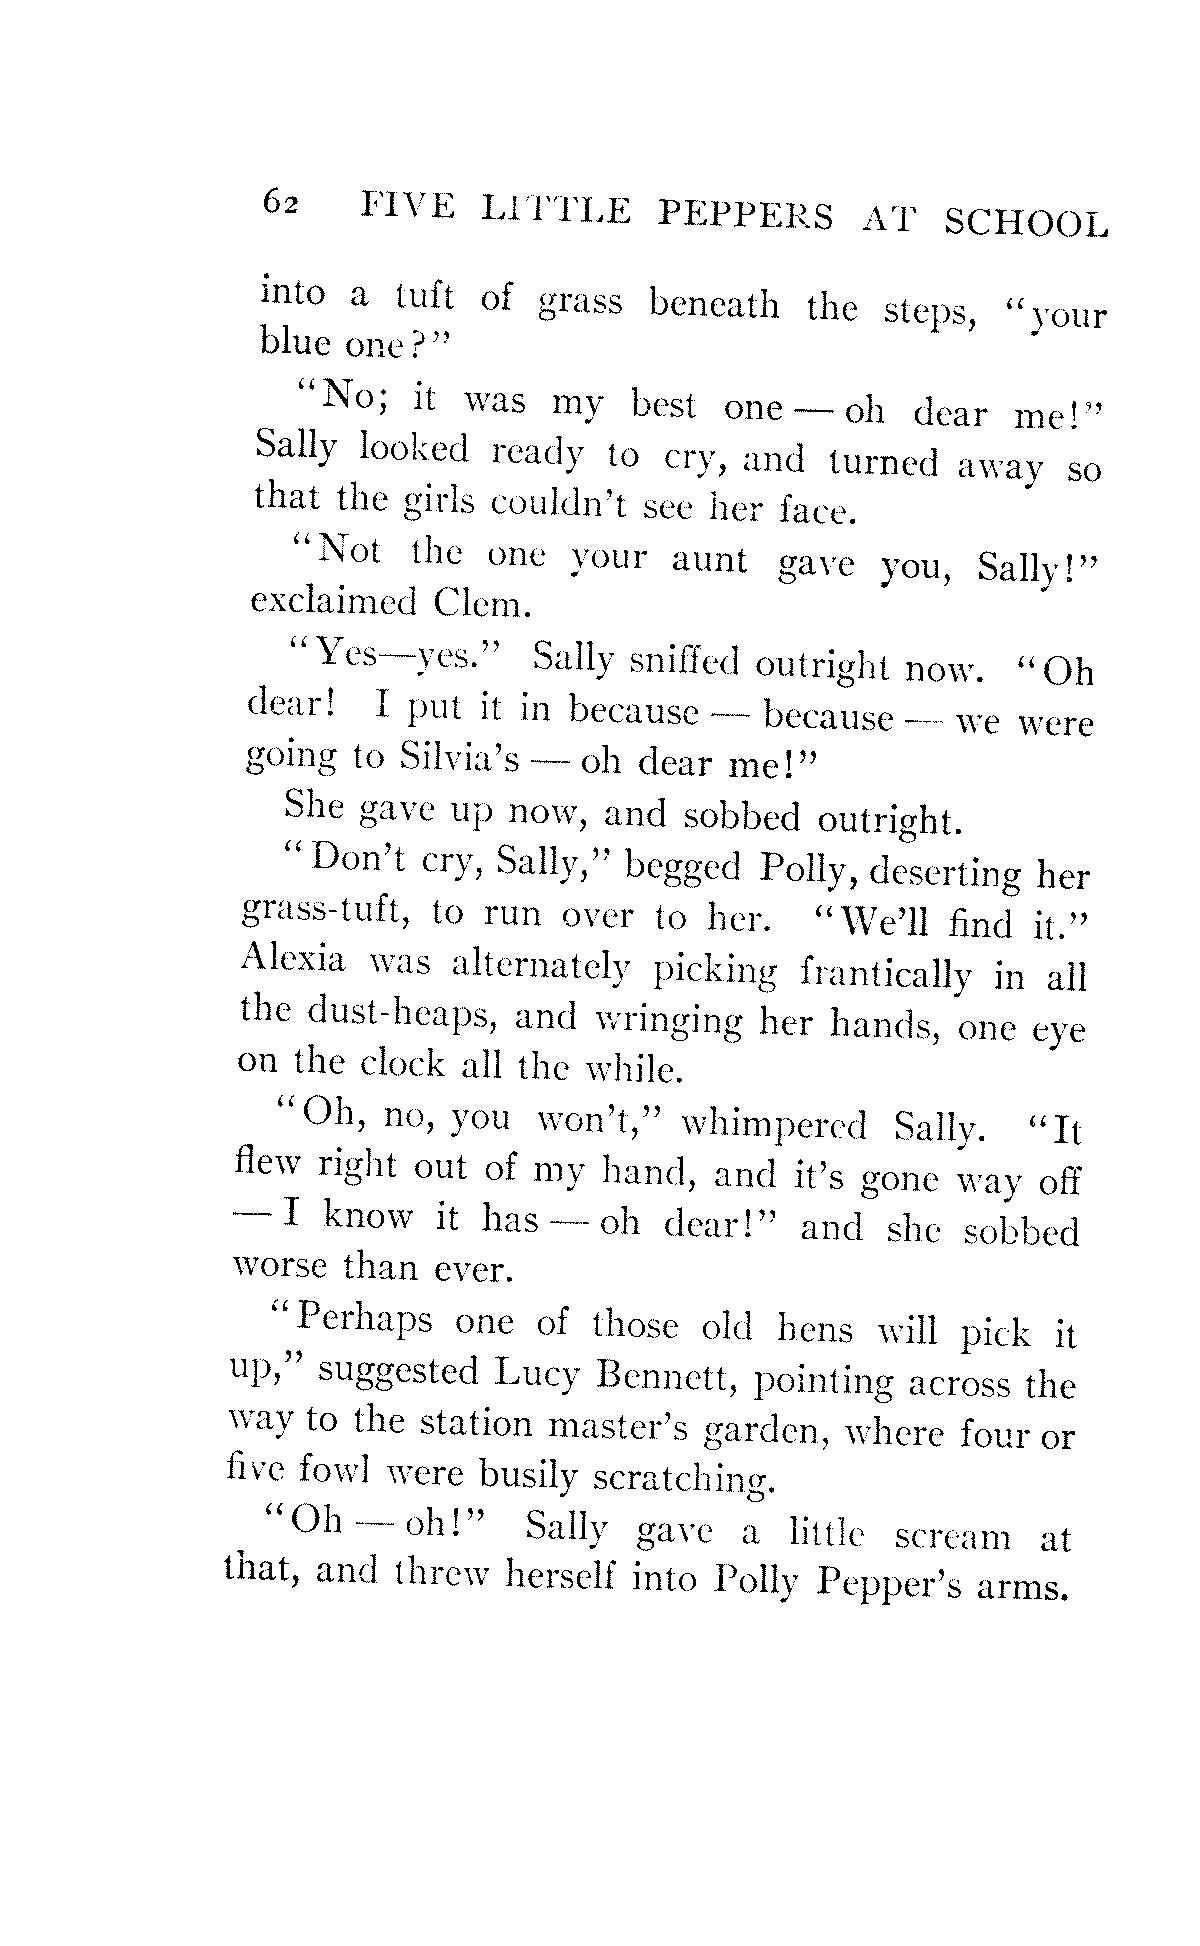 62 FIVE LITTLE PEPPERS AT SCHOOL
into a tuft of grass beneath the steps, “your
blue one?”
“No; it was my best one — oh dear me!”
Sally looked ready to cry, and turned away so
that the girls couldn’t see her face.
“Not the one your aunt gave you, Sally!”
exclaimed Clem.
“Yes—yes.” Sally sniffed outright now. “Oh
dear! I put it in because — because — we were
going to Silvia’s — oh dear me!”
She gave up now, and sobbed outright.
“Don’t cry, Sally,” begged Polly, deserting her
grass-tuft, to run over to her. “We’ll find it.”
Alexia was alternately picking frantically in all
the dust-heaps, and wringing her hands, one eye
on the clock all the while.
“Oh, no, you won’t,” whimpered Sally. “It
flew right out of my hand, and it’s gone way off
— I know it has — oh dear!” and she sobbed
worse than ever.
“Perhaps one of those old hens will pick it
up,” suggested Lucy Bennett, pointing across the
way to the station master’s garden, where four or
five fowl were busily scratching.
“Oh — oh!” Sally gave a little scream at
that, and threw herself into Polly Pepper’s arms.